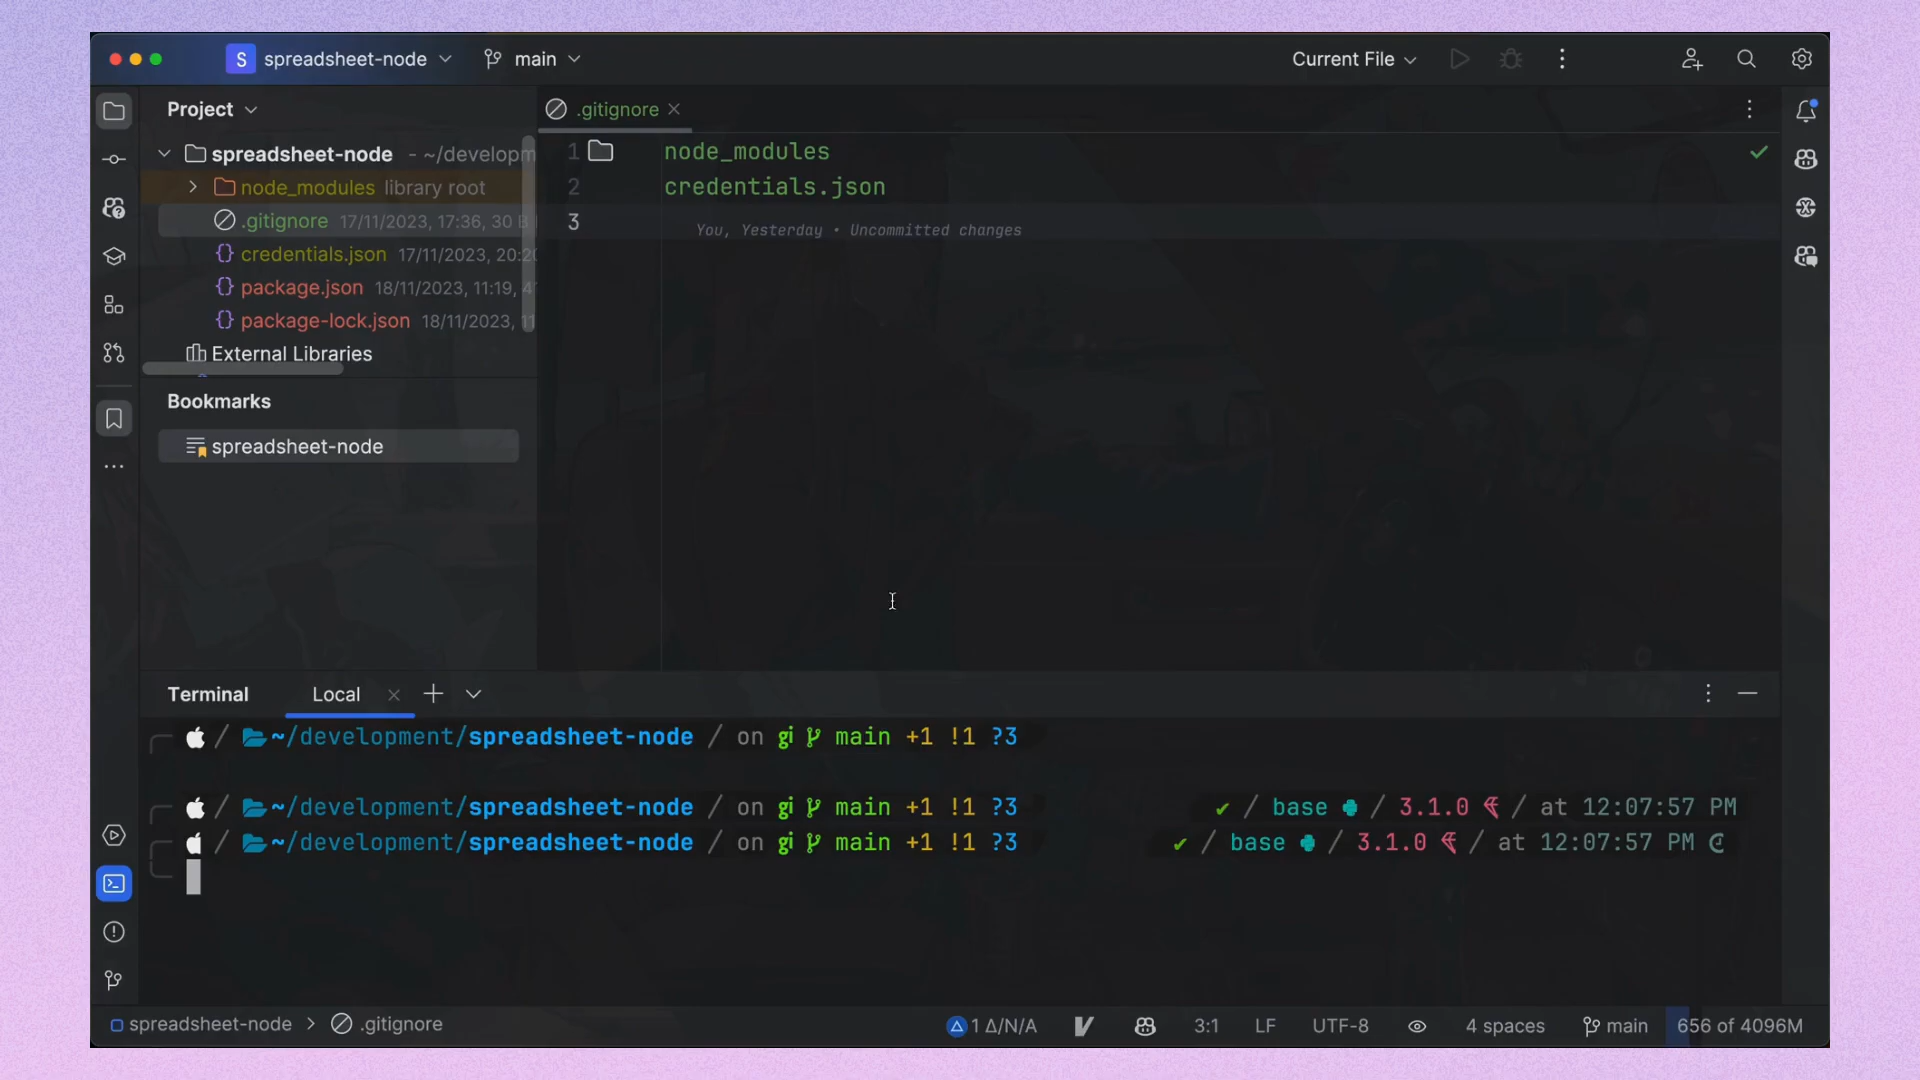 S spreadsheet-node main Current File
Project
.gitignore
spreadsheet-node - ~/developm
node_modules library root
.gitignore 17/11/2023, 17:36, 30 B
credentials.json 17/11/2023, 20:20
package.json 18/11/2023, 11:19, 4
package-lock.json 18/11/2023, 11
External Libraries
1 node_modules
2 credentials.json
3 You, Yesterday • Uncommitted changes
Bookmarks
spreadsheet-node
Terminal Local
/ ~/development/spreadsheet-node / on gi main +1 !1 ?3
/ ~/development/spreadsheet-node / on gi main +1 !1 ?3 ✔ / base / 3.1.0 / at 12:07:57 PM
/ ~/development/spreadsheet-node / on gi main +1 !1 ?3 ✔ / base / 3.1.0 / at 12:07:57 PM
spreadsheet-node > .gitignore 1 Δ/N/A 3:1 LF UTF-8 4 spaces main 656 of 4096M